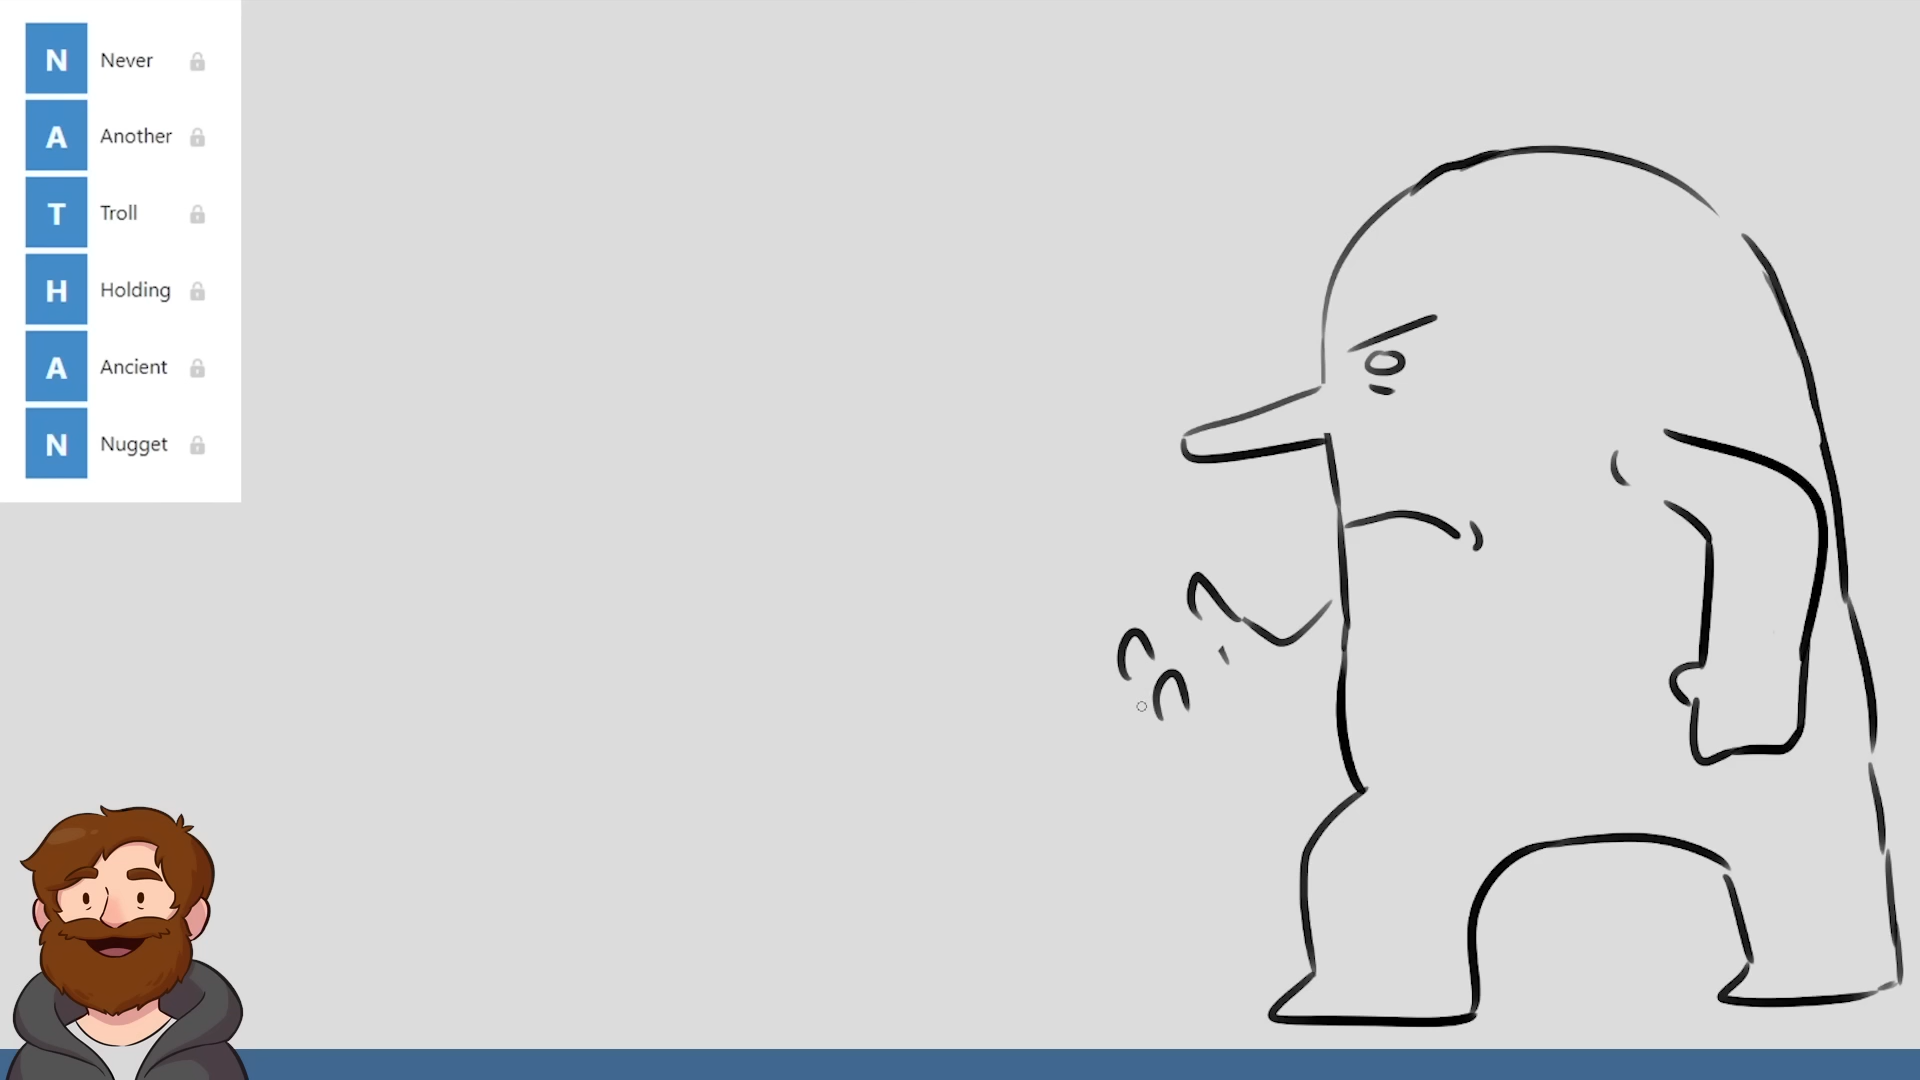 N Never
A Another
T Troll
H Holding
A Ancient
N Nugget